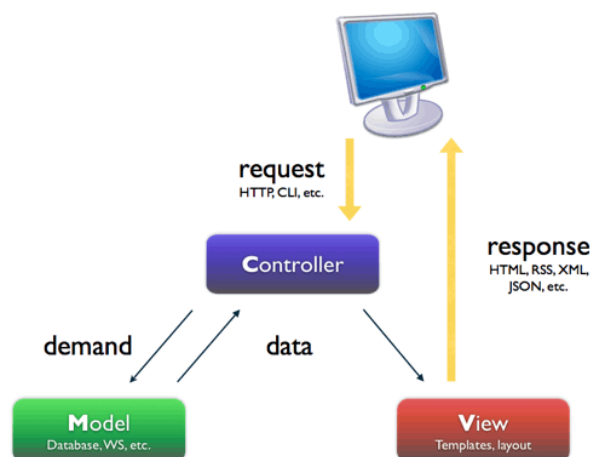 request
HTTP, CLI, etc.
response
HTML, RSS, XML,
JSON, etc.
Controller
demand
data
Model
Database, WS, etc.
View
Templates, layout